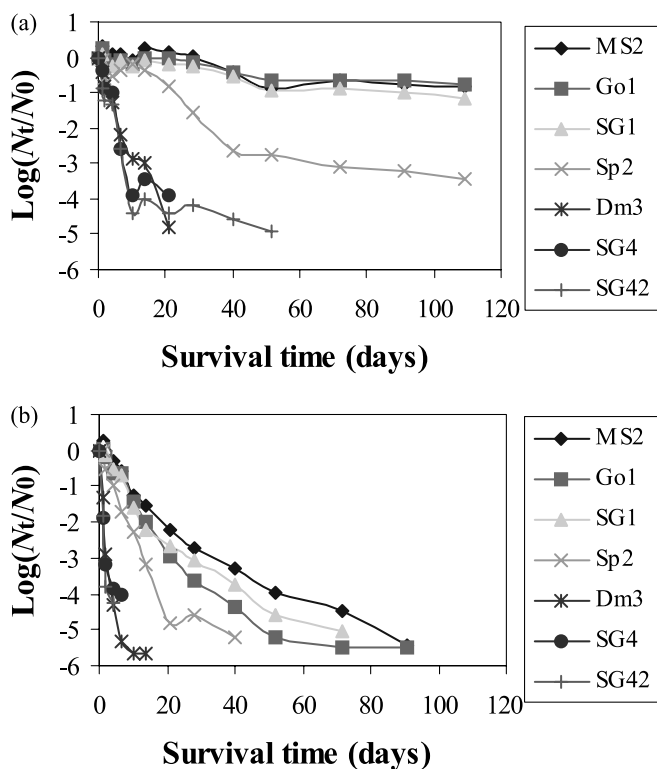 (a)
Log(Nt/N0)
1
0
-1
-2
-3
-4
-5
-6
0 20 40 60 80 100 120
Survival time (days)
MS2
Go1
SG1
Sp2
Dm3
SG4
SG42
(b)
Log(Nt/N0)
1
0
-1
-2
-3
-4
-5
-6
0 20 40 60 80 100 120
Survival time (days)
MS2
Go1
SG1
Sp2
Dm3
SG4
SG42